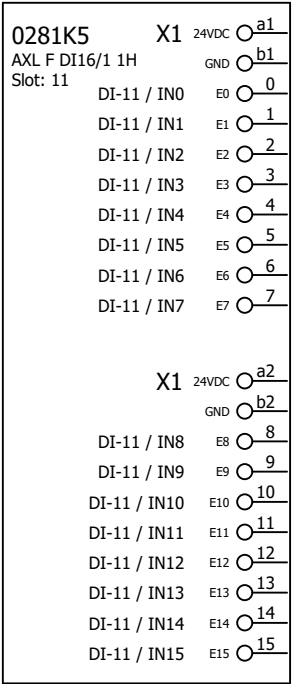 0281K5 X1 24VDC a1
AXL F DI16/1 1H GND b1
Slot: 11
DI-11 / IN0 E0 0
DI-11 / IN1 E1 1
DI-11 / IN2 E2 2
DI-11 / IN3 E3 3
DI-11 / IN4 E4 4
DI-11 / IN5 E5 5
DI-11 / IN6 E6 6
DI-11 / IN7 E7 7
X1 24VDC a2
GND b2
DI-11 / IN8 E8 8
DI-11 / IN9 E9 9
DI-11 / IN10 E10 10
DI-11 / IN11 E11 11
DI-11 / IN12 E12 12
DI-11 / IN13 E13 13
DI-11 / IN14 E14 14
DI-11 / IN15 E15 15